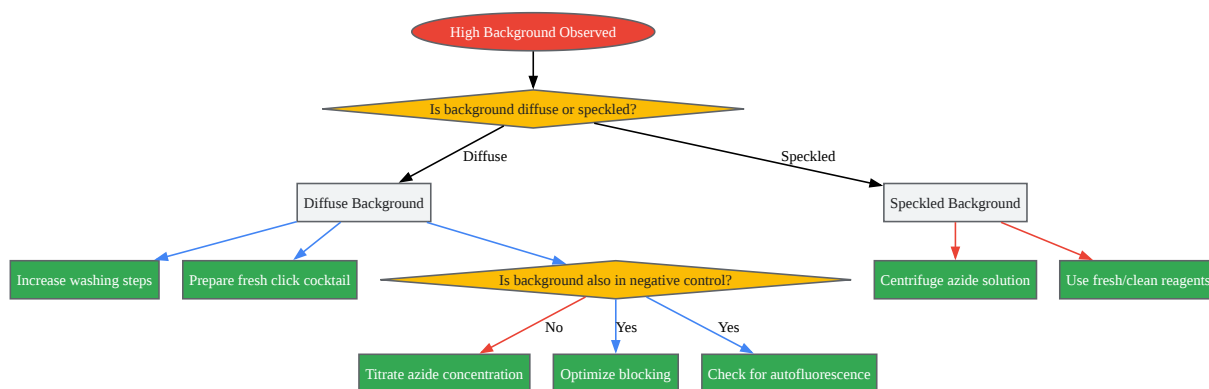 High Background Observed
Is background diffuse or speckled?
Diffuse
Speckled
Diffuse Background
Speckled Background
Increase washing steps
Prepare fresh click cocktail
Is background also in negative control?
Centrifuge azide solution
Use fresh/clean reagents
No
Yes
Yes
Titrate azide concentration
Optimize blocking
Check for autofluorescence